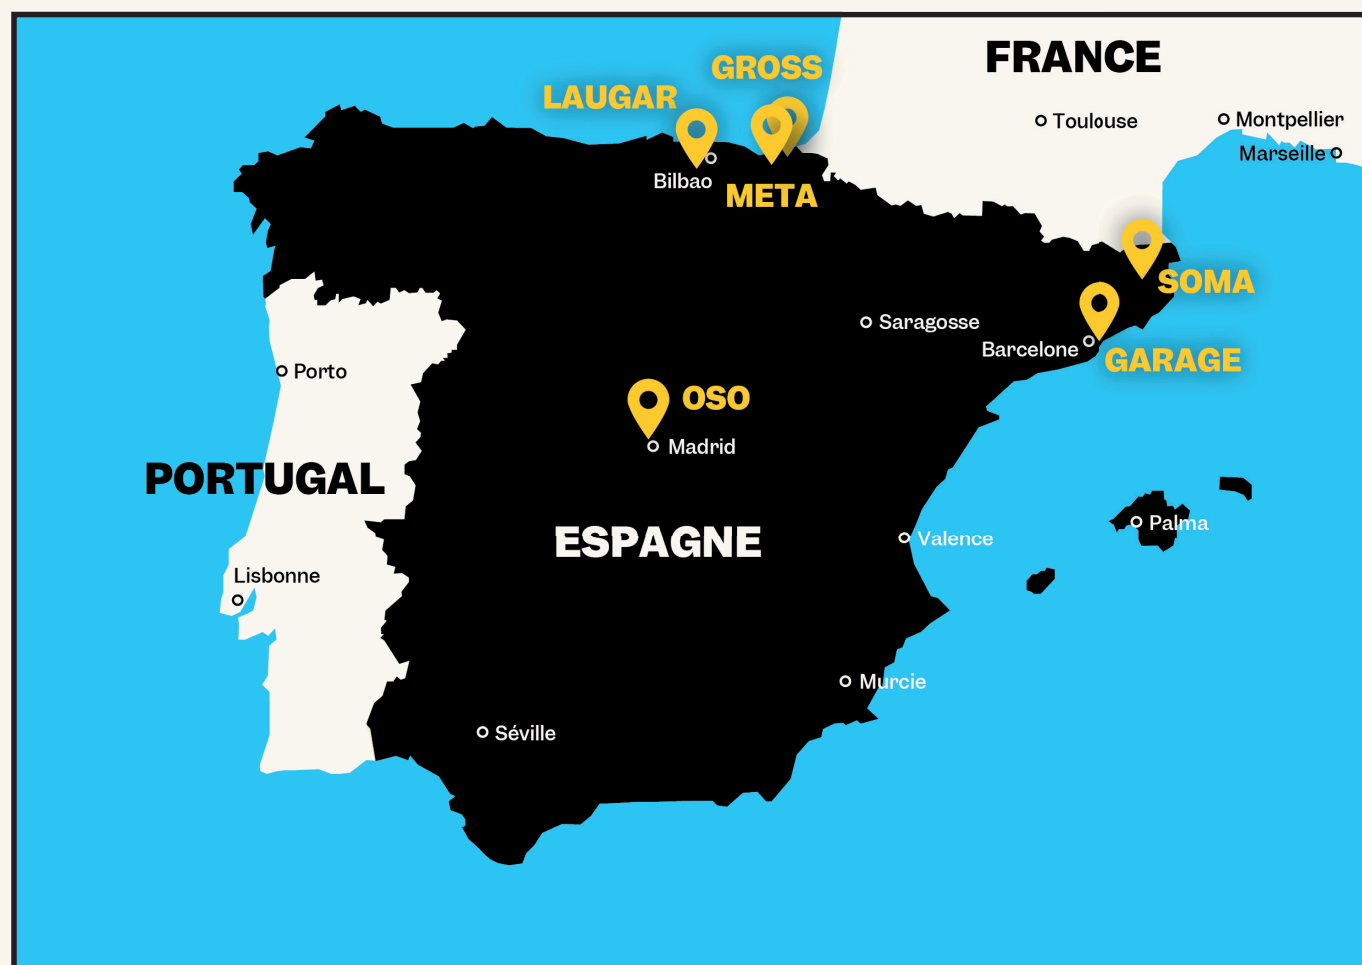 FRANCE
GROSS
LAUGAR
Toulouse
Montpellier
Marseille
Bilbao
META
SOMA
Saragosse
Barcelone
GARAGE
Porto
OSO
Madrid
PORTUGAL
ESPAGNE
Palma
Valence
Lisbonne
Murcie
Séville